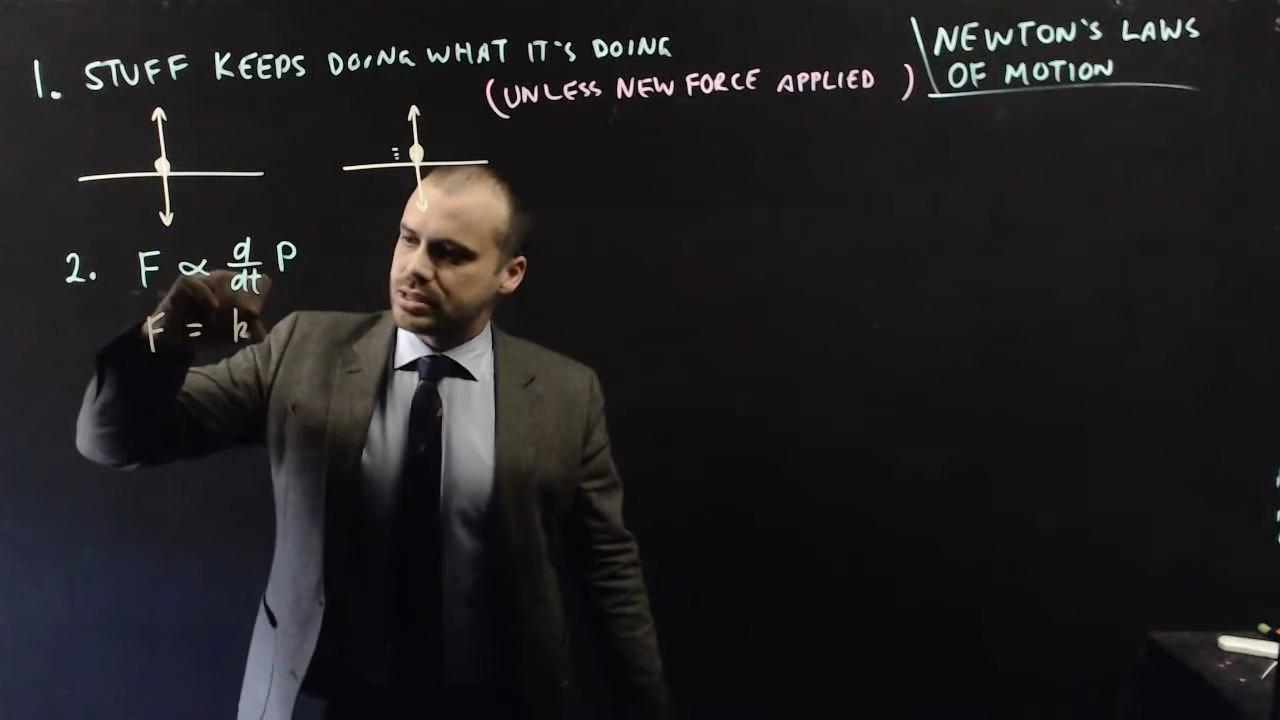 NEWTON'S LAWS
OF MOTION
1. STUFF KEEPS DOING WHAT IT'S DOING
(UNLESS NEW FORCE APPLIED )
2. F ∝ d/dt P
F = k